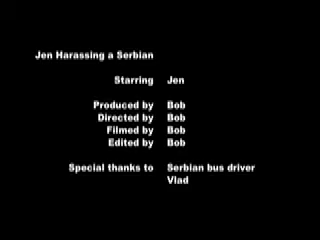 Jen Harassing a Serbian
Starring Jen
Produced by Bob
Directed by Bob
Filmed by Bob
Edited by Bob
Special thanks to Serbian bus driver
Vlad